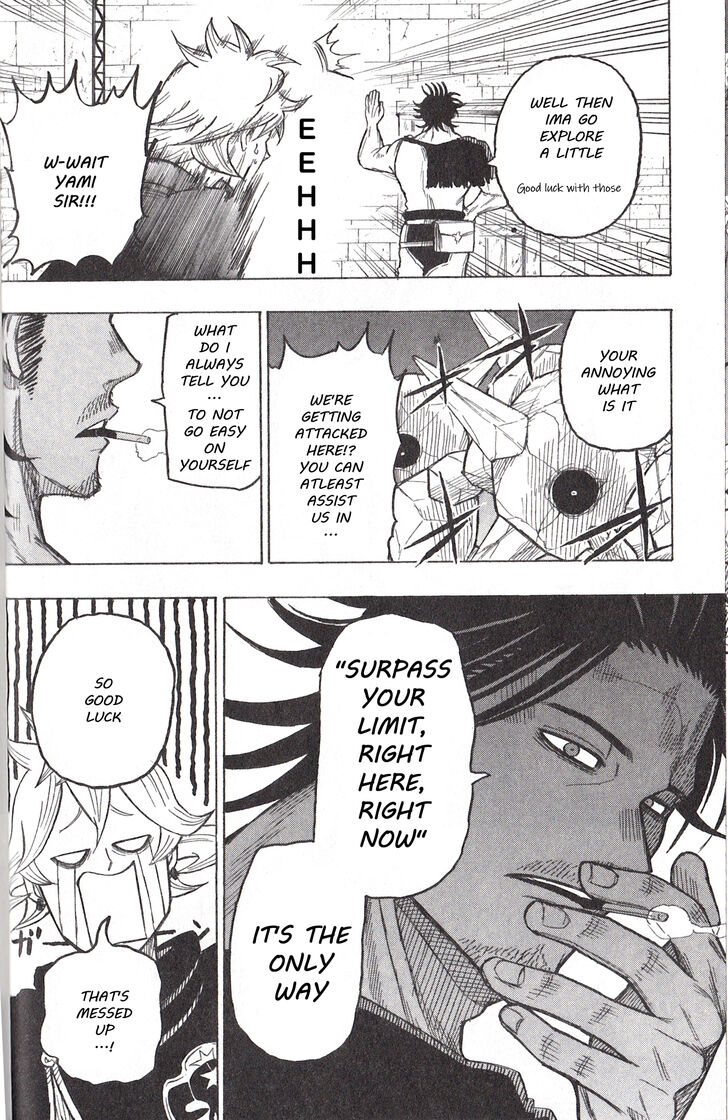 WELL THEN
IMA GO
EXPLORE
A LITTLE
Good luck with those
EEHHH
W-WAIT
YAMI
SIR!!!
YOUR
ANNOYING
WHAT
IS IT
WE'RE
GETTING
ATTACKED
HERE!?
YOU CAN
ATLEAST
ASSIST
US IN
...
WHAT
DO I
ALWAYS
TELL YOU
...
TO NOT
GO EASY
ON
YOURSELF
"SURPASS
YOUR
LIMIT,
RIGHT
HERE,
RIGHT
NOW"
IT'S THE
ONLY
WAY
SO
GOOD
LUCK
ガ
THAT'S
MESSED
UP
...!